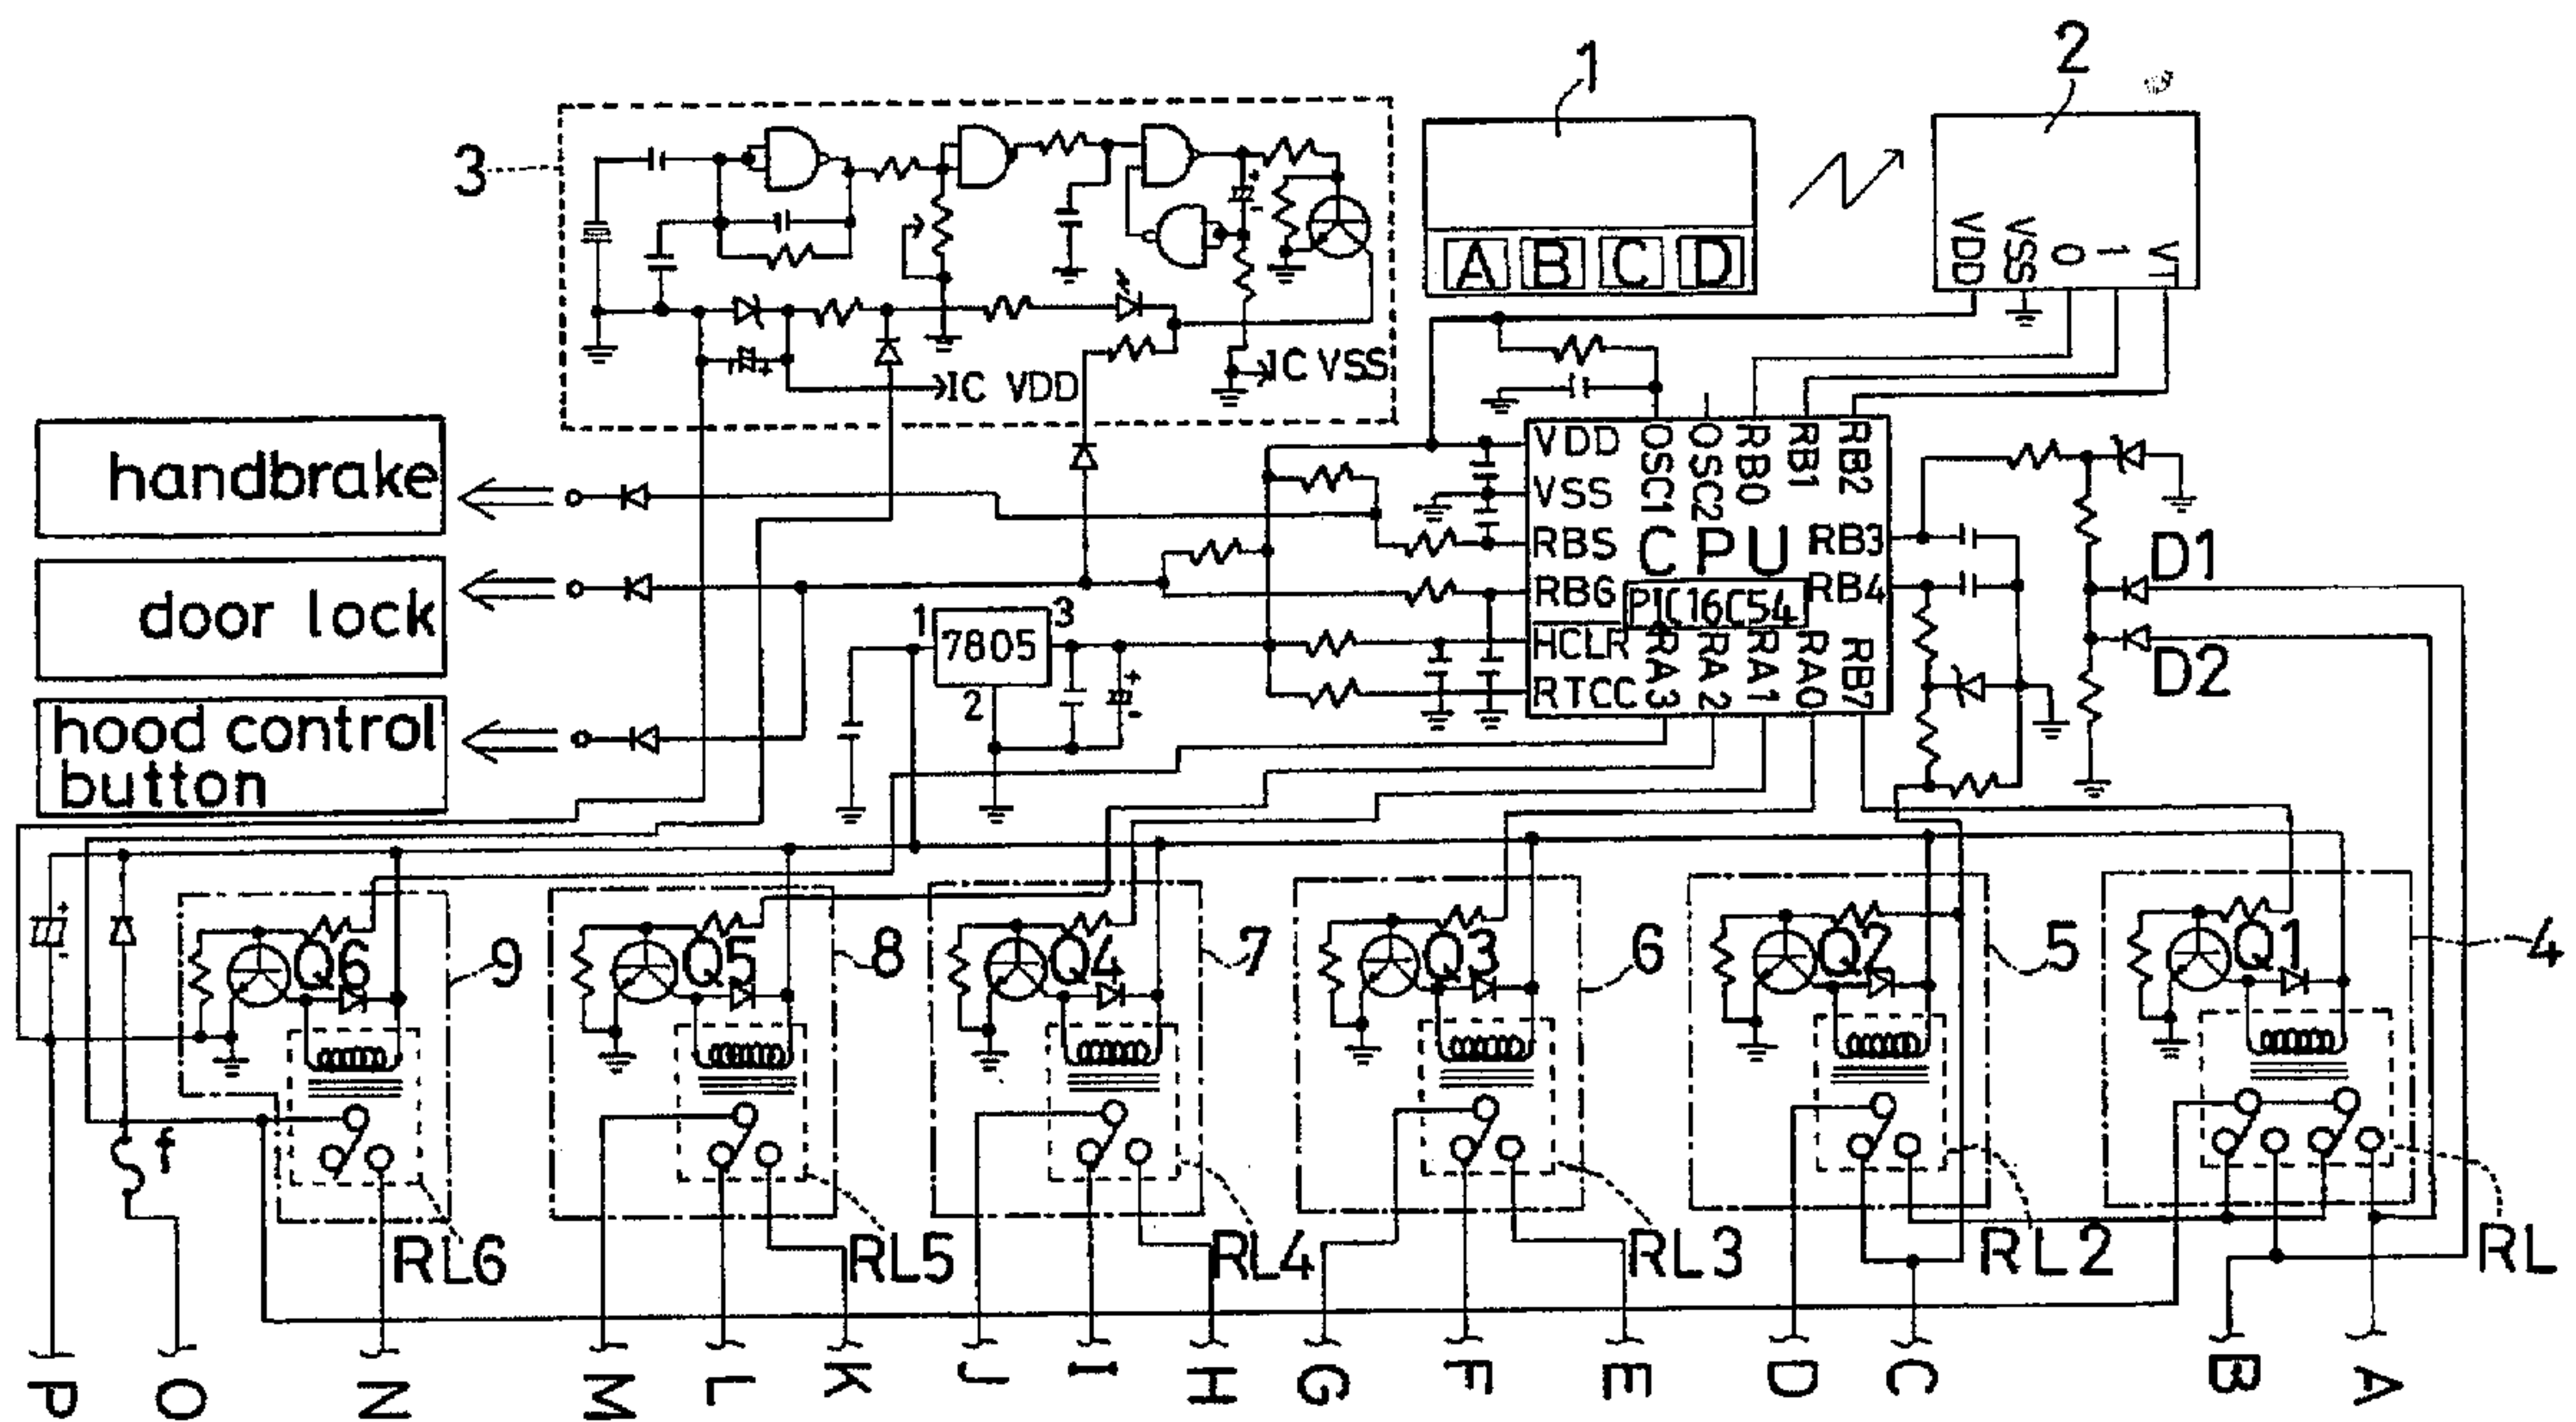 1
2
3
A B C D
VDD VSS 0 1 VT
IC VDD
IC VSS
handbrake
door lock
hood control
button
VDD
VSS
RBS
RB6
HCLR
RTCC
OSC1 OSC2 RB0 RB1 RB2
CPU
PIC16C54
RB3
RB4
RA3 RA2 RA1 RA0 RB7
D1
D2
1 7805 3
2
+
-
+
-
Q6 9
Q5 8
Q4 7
Q3 6
Q2 5
Q1 4
f
RL6 RL5 RL4 RL3 RL2 RL
P O N M L K J I H G F E D C B A